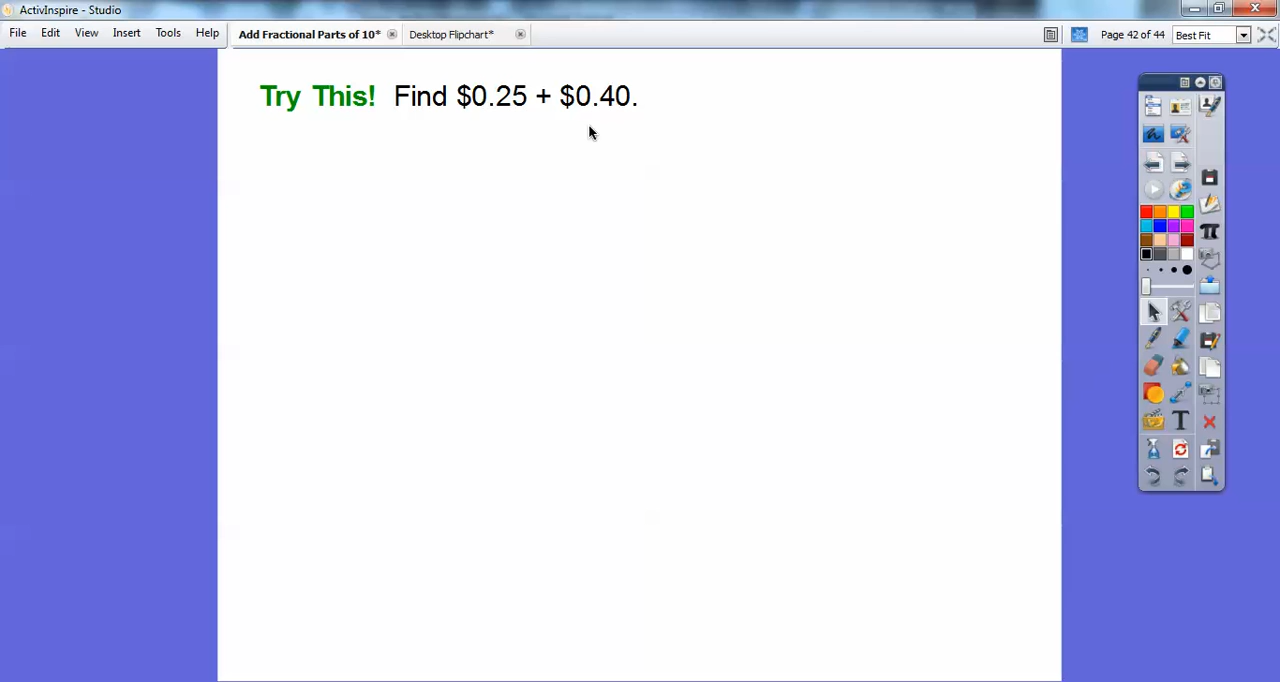 ActivInspire - Studio
File Edit View Insert Tools Help
Add Fractional Parts of 10* Desktop Flipchart* Page 42 of 44 Best Fit
Try This! Find $0.25 + $0.40.
T